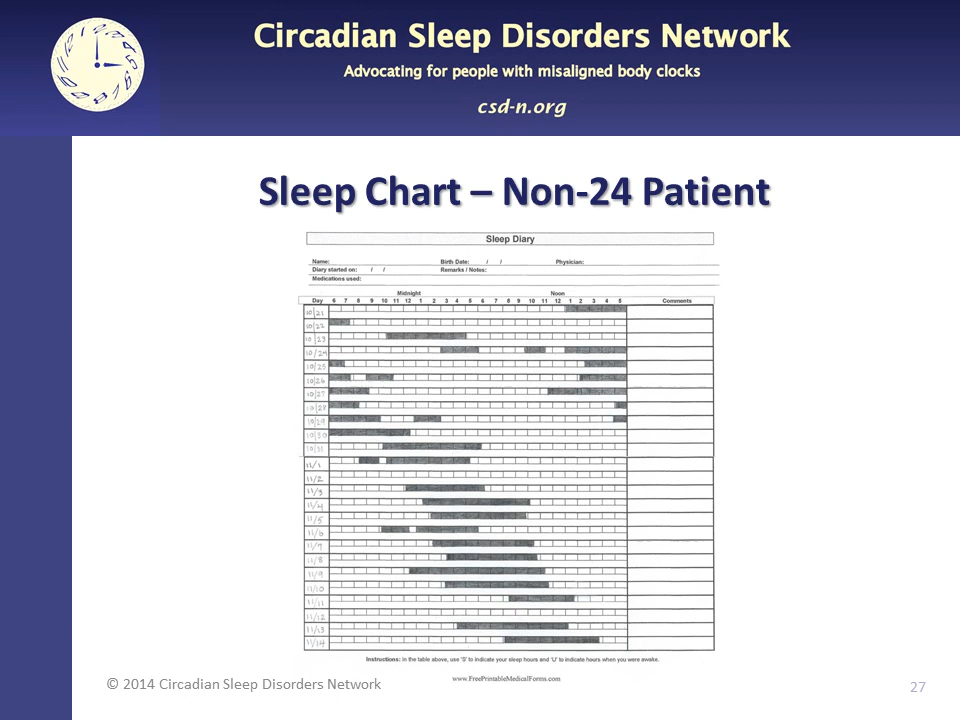 Circadian Sleep Disorders Network
Advocating for people with misaligned body clocks
csd-n.org
Sleep Chart – Non-24 Patient
Sleep Diary
Name: Birth Date: / / Physician:
Diary started on: / / Remarks / Notes:
Medications used:
Midnight Noon
Day 6 7 8 9 10 11 12 1 2 3 4 5 6 7 8 9 10 11 12 1 2 3 4 5 Comments
10/21
10/22
10/23
10/24
10/25
10/26
10/27
10/28
10/29
10/30
10/31
11/1
11/2
11/3
11/4
11/5
11/6
11/7
11/8
11/9
11/10
11/11
11/12
11/13
11/14
Instructions: In the table above, use 'S' to indicate your sleep hours and 'U' to indicate hours when you were awake.
www.FreePrintableMedicalForms.com
© 2014 Circadian Sleep Disorders Network
27